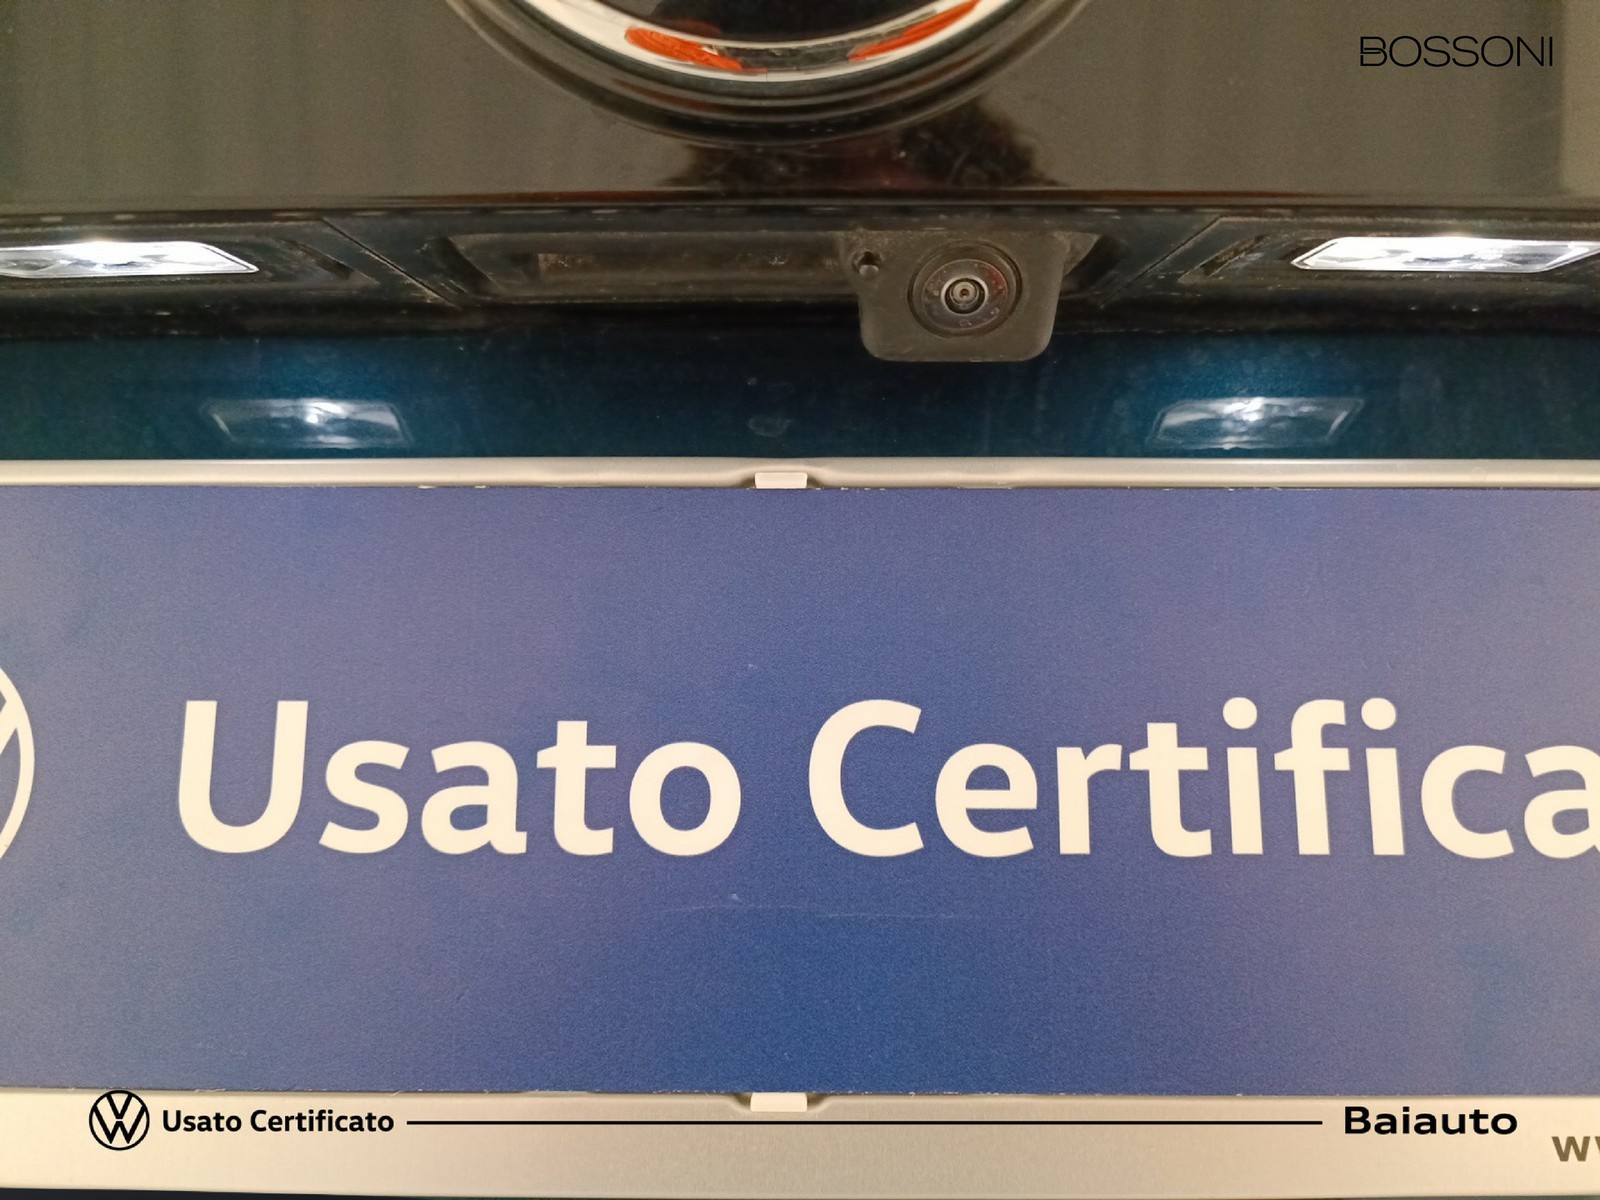 BOSSONI
Usato Certifica
Usato Certificato
Baiauto